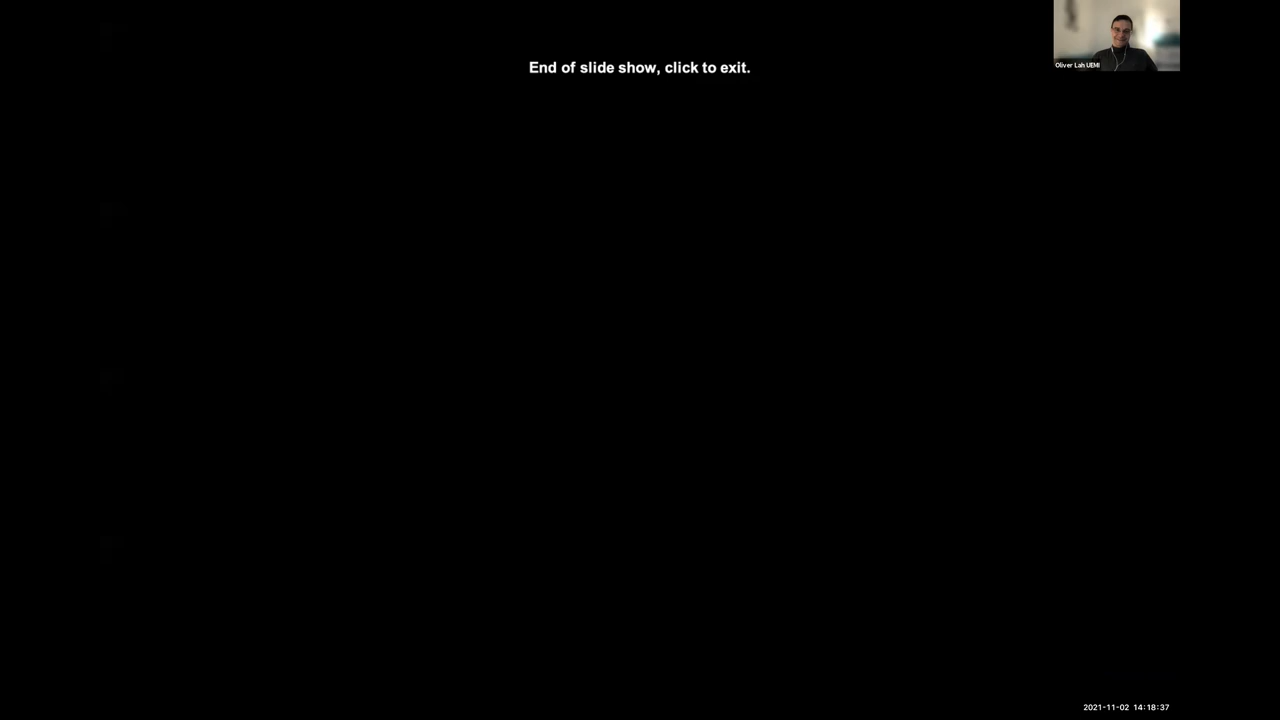 End of slide show, click to exit.
Oliver Lah UEMI
2021-11-02 14:18:37